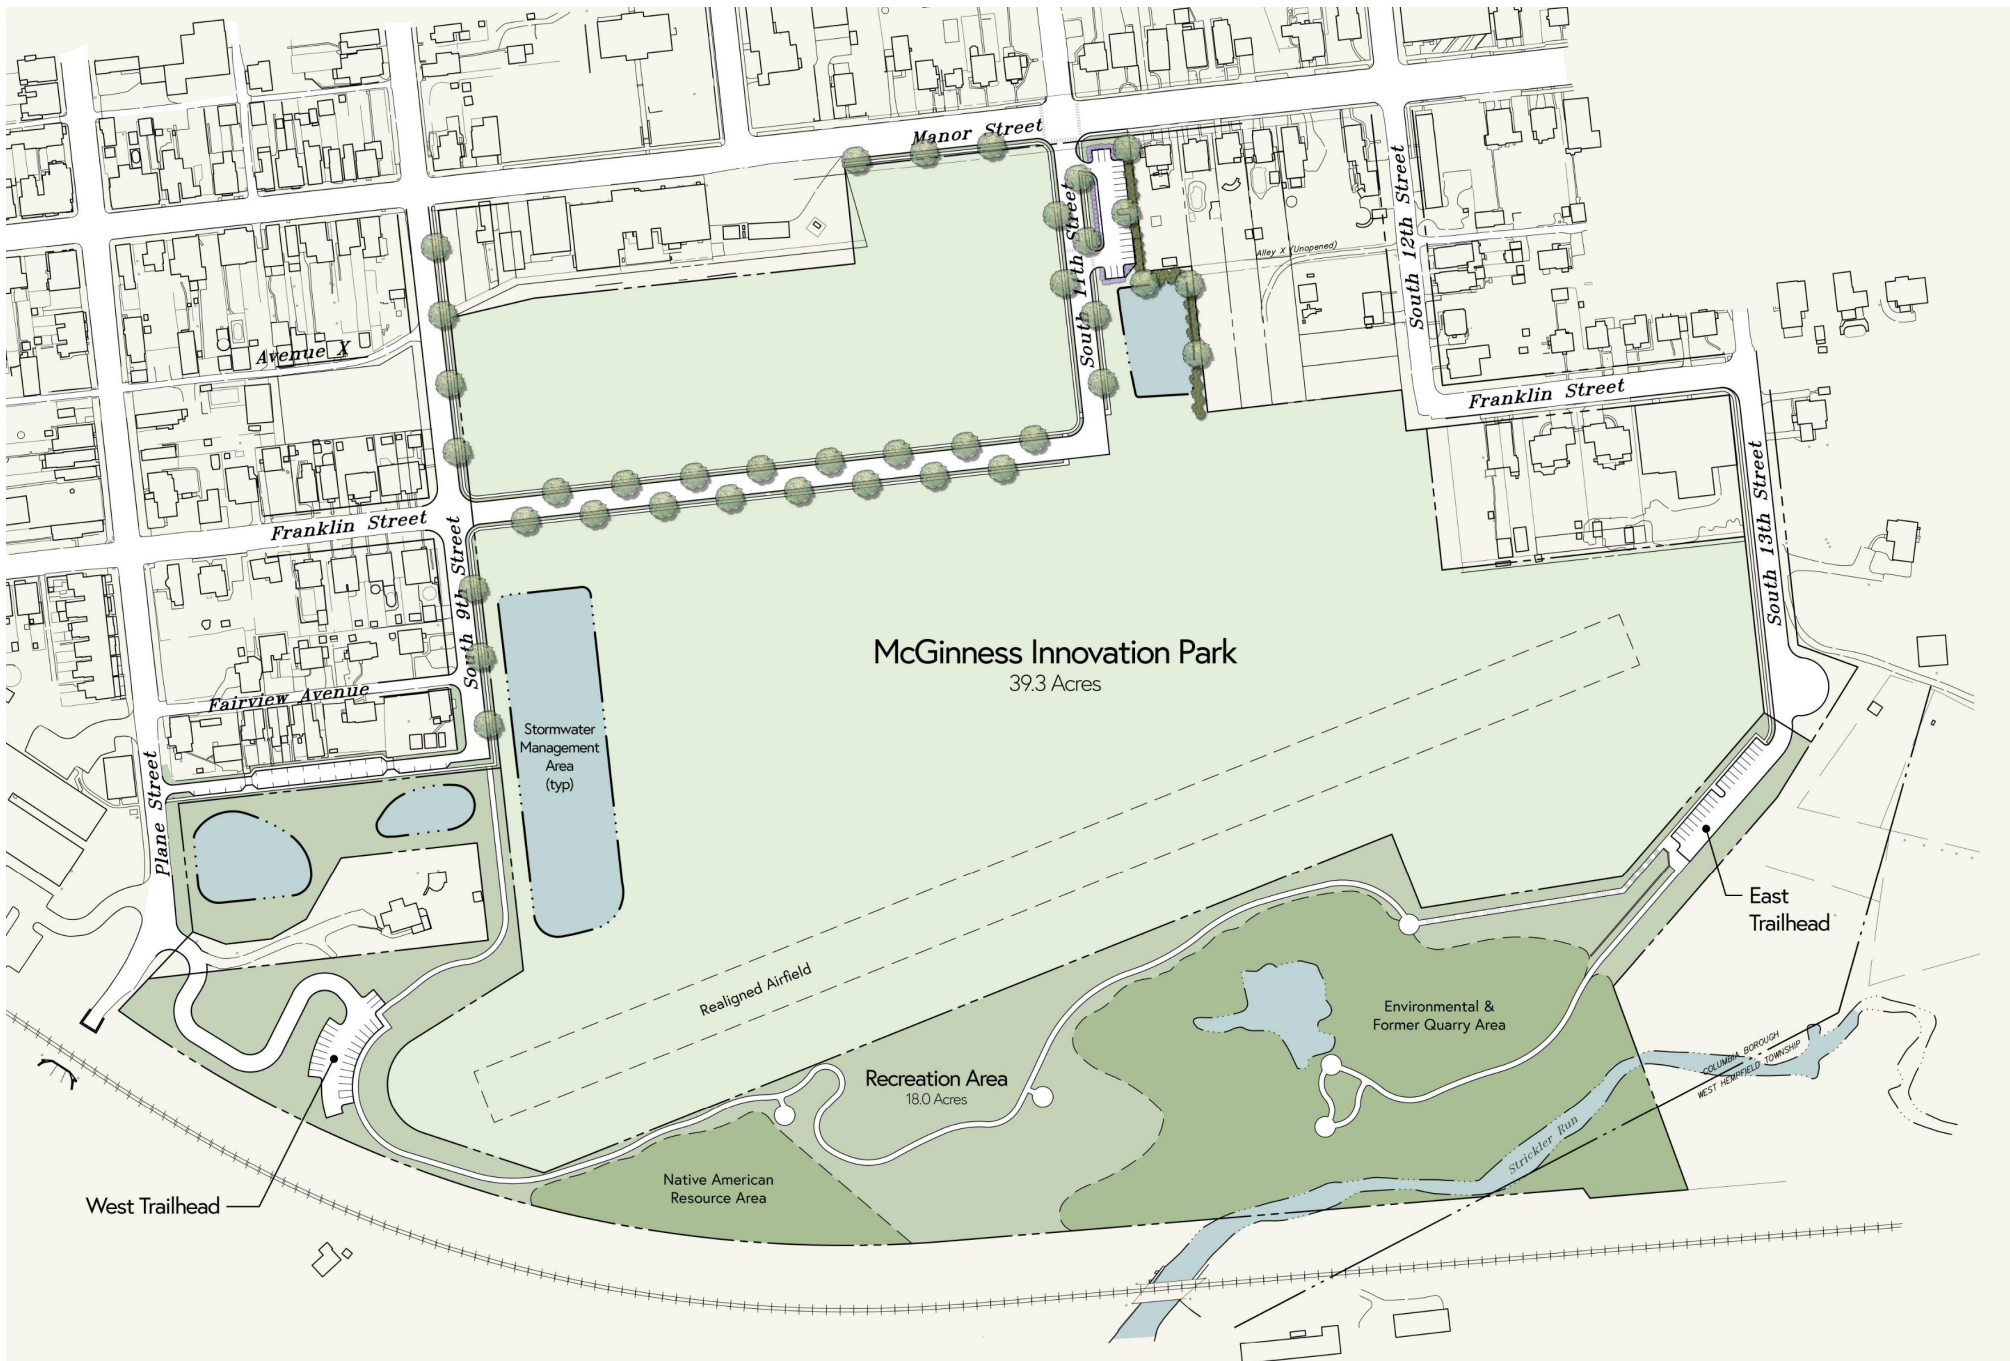 Manor Street
South 11th Street
South 12th Street
Alley X (Unopened)
Avenue X
Franklin Street
Franklin Street
South 13th Street
South 9th Street
McGinness Innovation Park
39.3 Acres
Fairview Avenue
Stormwater
Management
Area
(typ)
Plane Street
East
Trailhead
Realigned Airfield
Environmental &
Former Quarry Area
COLUMBIA BOROUGH
WEST HEMPFIELD TOWNSHIP
Recreation Area
18.0 Acres
Strickler Run
Native American
Resource Area
West Trailhead